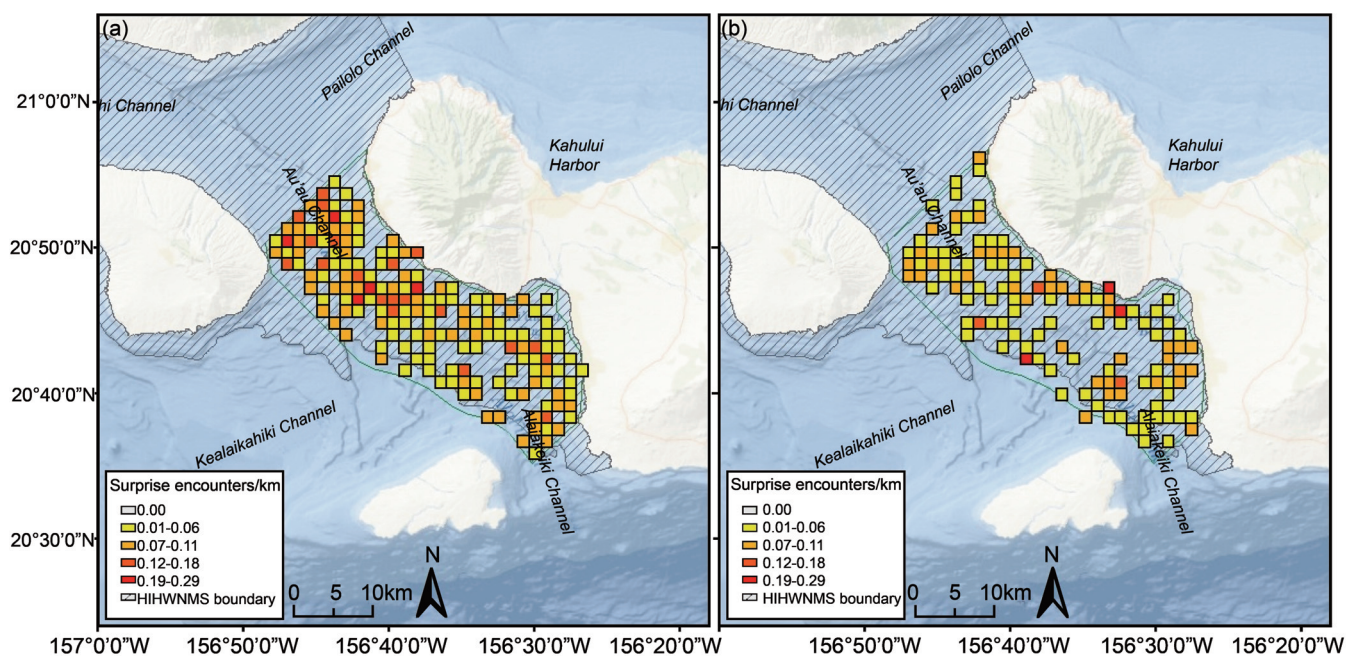 (a)
Pailolo Channel
hi Channel
Kahului
Harbor
Au'au Channel
Kealaikahiki Channel
Alalakeiki Channel
Surprise encounters/km
0.00
0.01-0.06
0.07-0.11
0.12-0.18
0.19-0.29
HIHWNMS boundary
N
0 5 10km
21°0'0"N
20°50'0"N
20°40'0"N
20°30'0"N
157°0'0"W 156°50'0"W 156°40'0"W 156°30'0"W 156°20'0"W
(b)
Pailolo Channel
hi Channel
Kahului
Harbor
Au'au Channel
Kealaikahiki Channel
Alalakeiki Channel
Surprise encounters/km
0.00
0.01-0.06
0.07-0.11
0.12-0.18
0.19-0.29
HIHWNMS boundary
N
0 5 10km
156°50'0"W 156°40'0"W 156°30'0"W 156°20'0"W